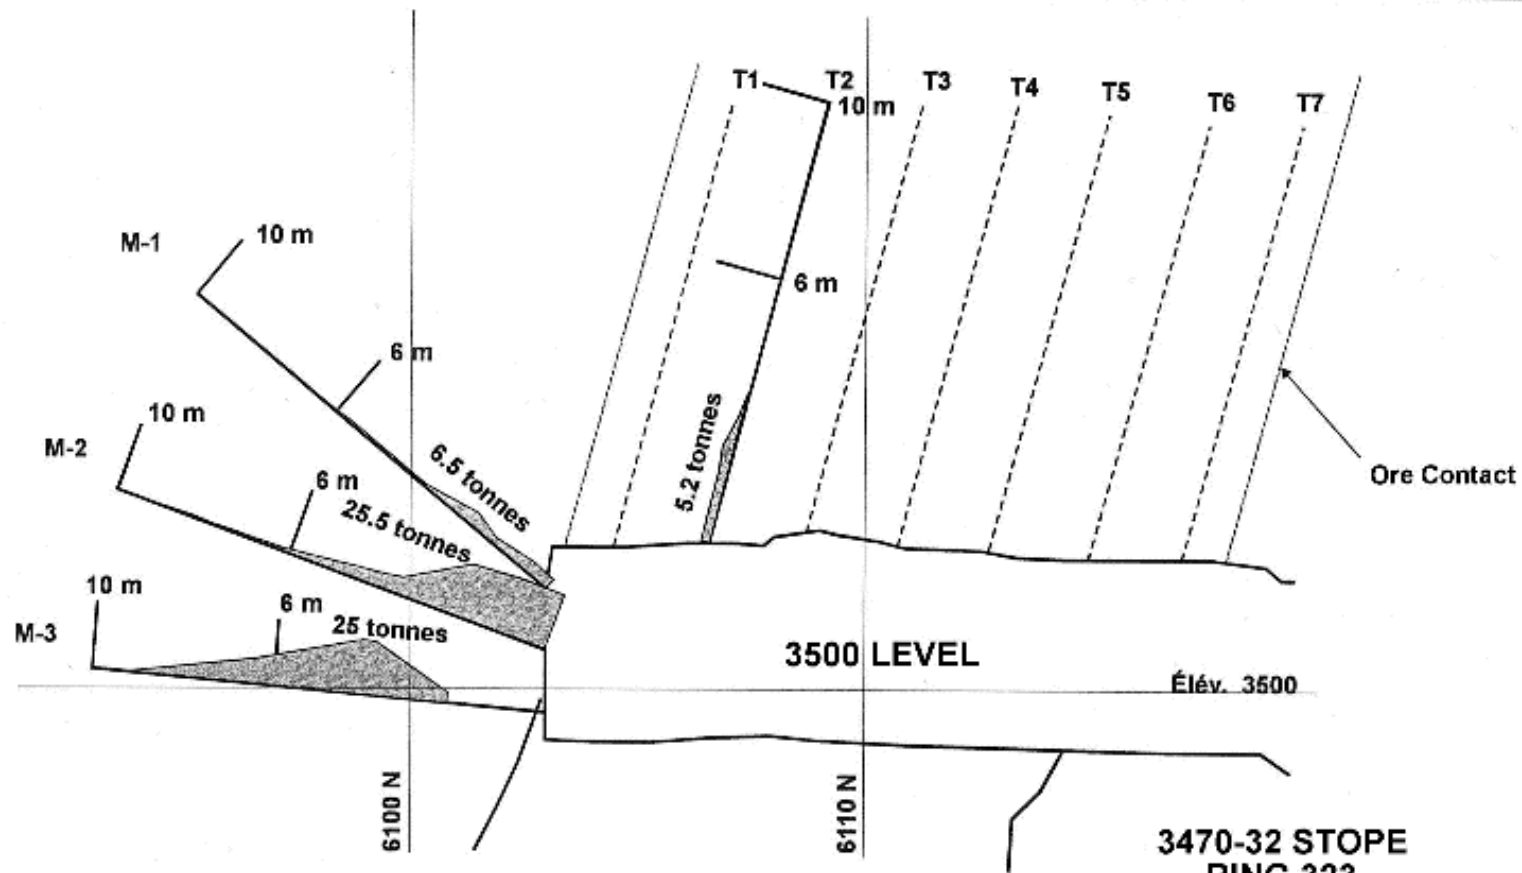 T1
T2
T3
T4
T5
T6
T7
10 m
M-1
10 m
6 m
6 m
M-2
10 m
6 m
6.5 tonnes
25.5 tonnes
5.2 tonnes
Ore Contact
M-3
10 m
6 m
25 tonnes
3500 LEVEL
Élév. 3500
6100 N
6110 N
3470-32 STOPE
RING 323